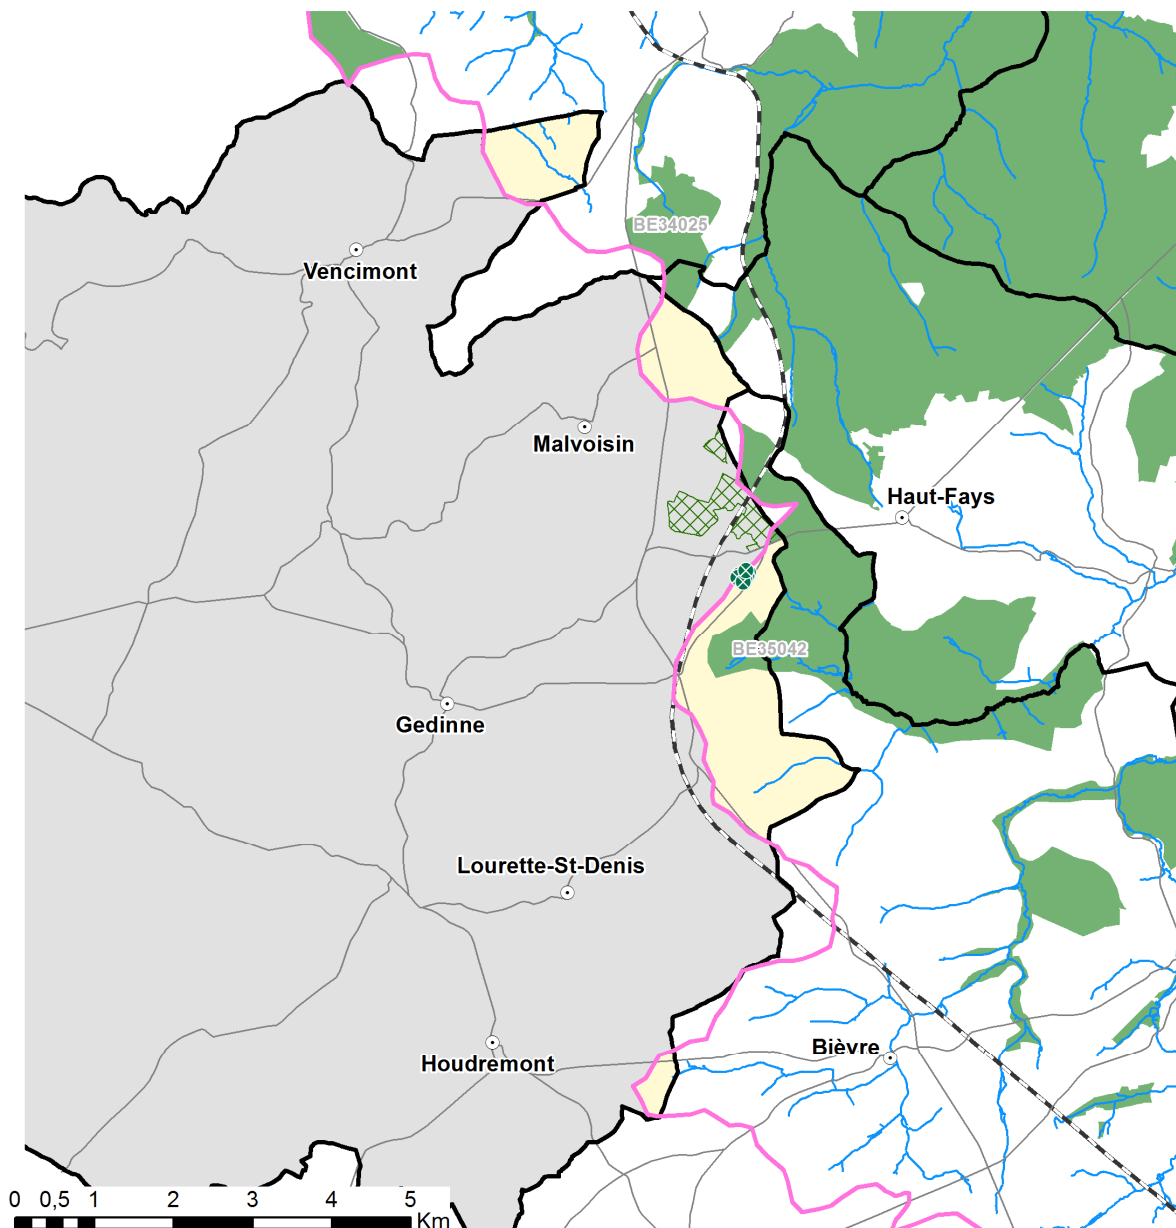 BE34025
Vencimont
Malvoisin
Haut-Fays
BE35042
Gedinne
Lourette-St-Denis
Bièvre
Houdremont
0 0,5 1 2 3 4 5
Km